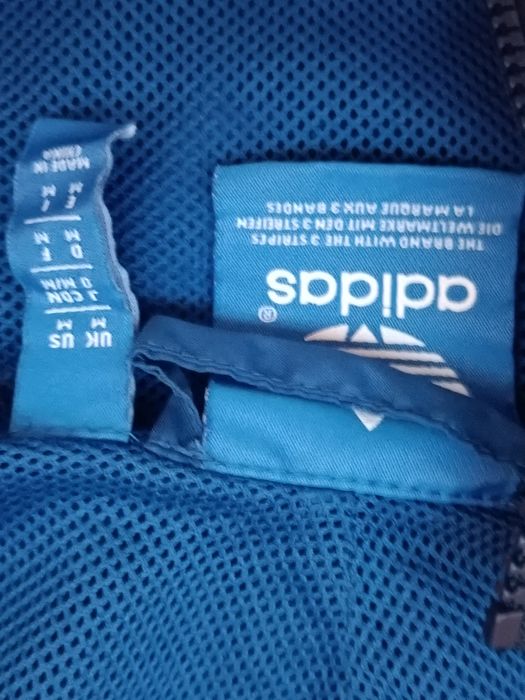 ®
adidas
THE BRAND WITH THE 3 STRIPES
DIE WELTMARKE MIT DEN 3 STREIFEN
LA MARQUE AUX 3 BANDES
UK US
M M
J CDN
O M/M
D F
M M
E I
M M
MADE IN
CHINA